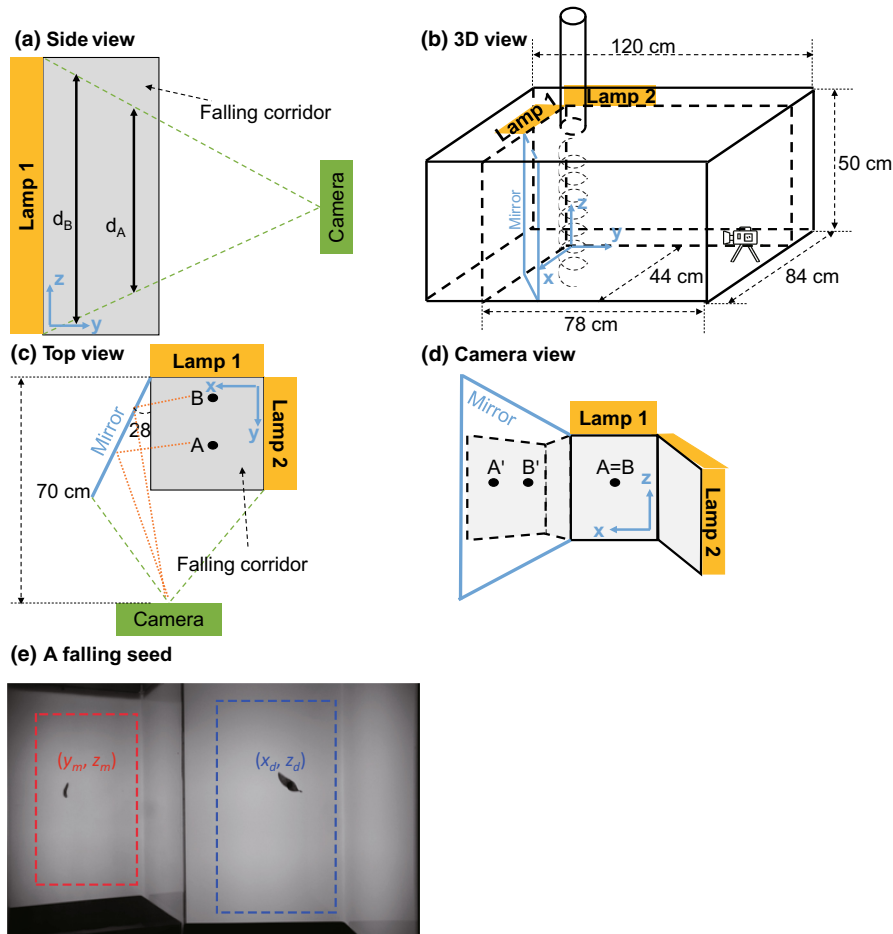 (a) Side view
Falling corridor
Lamp 1
d_B
d_A
Camera
z
y
(b) 3D view
120 cm
Lamp 1
Lamp 2
50 cm
Mirror
z
y
x
44 cm
84 cm
78 cm
(c) Top view
Lamp 1
B
x
y
28
Mirror
A
Lamp 2
70 cm
Falling corridor
Camera
(d) Camera view
Mirror
Lamp 1
A'
B'
A=B
z
x
Lamp 2
(e) A falling seed
(y_m, z_m)
(x_d, z_d)